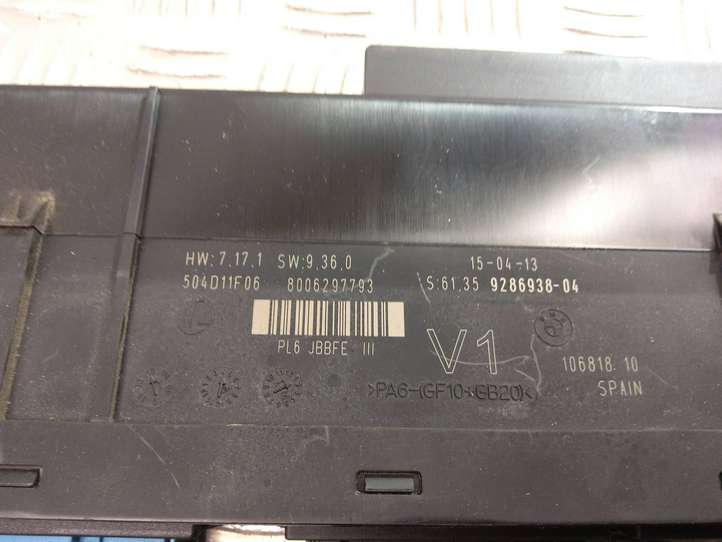 HW:7.17.1 SW:9.36.0 15-04-13
504D11F06 8006297793 S:61.35 9286938-04
PL6 JBBFE III
V1
106818.10
SPAIN
>PA6-(GF10+GB20)<